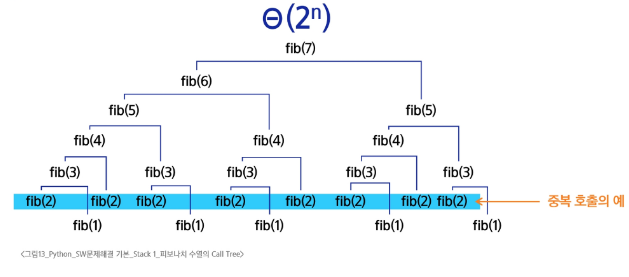 Θ(2ⁿ)
fib(7)
fib(6)
fib(5) fib(5)
fib(4) fib(4) fib(4)
fib(3) fib(3) fib(3) fib(3) fib(3)
fib(2) fib(2) fib(2) fib(2) fib(2) fib(2) fib(2) fib(2) 중복 호출의 예
fib(1) fib(1) fib(1) fib(1) fib(1)
<그림13_Python_SW문제해결 기본_Stack 1_피보나치 수열의 Call Tree>